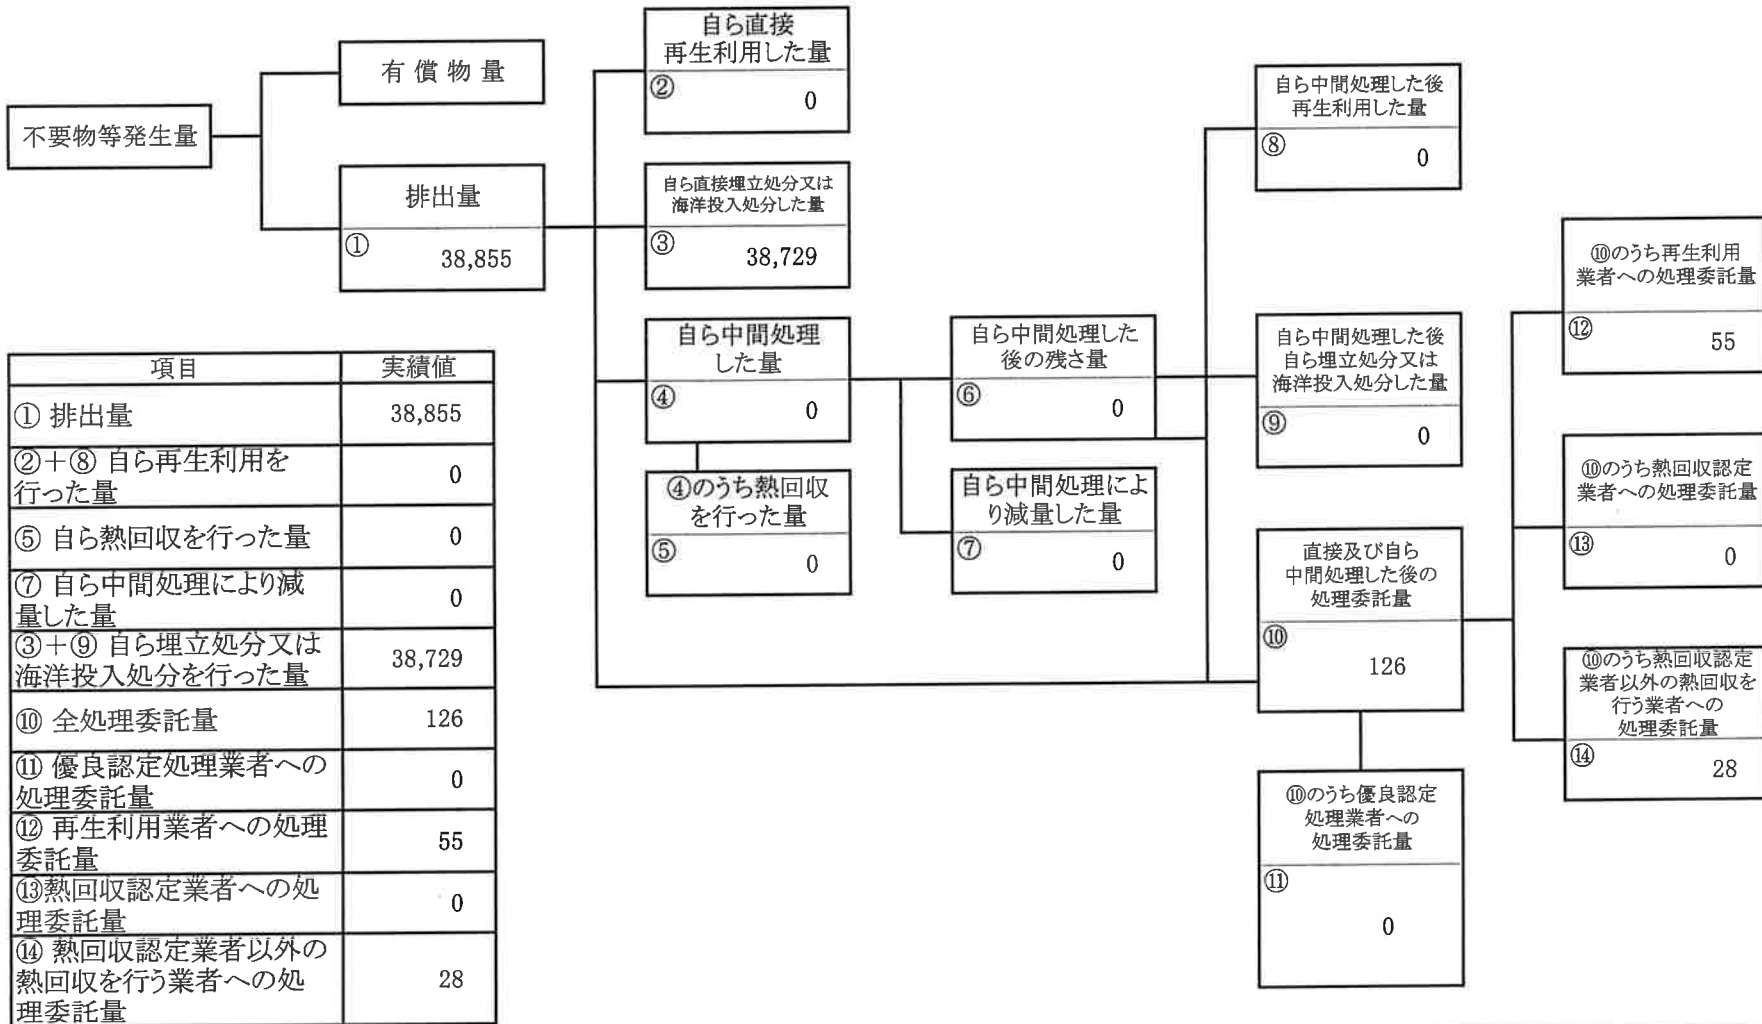 不要物等発生量
有償物量
排出量
①
38,855
自ら直接
再生利用した量
②
0
自ら直接埋立処分又は
海洋投入処分した量
③
38,729
自ら中間処理
した量
④
0
④のうち熱回収
を行った量
⑤
0
自ら中間処理した
後の残さ量
⑥
0
自ら中間処理によ
り減量した量
⑦
0
自ら中間処理した後
再生利用した量
⑧
0
自ら中間処理した後
自ら埋立処分又は
海洋投入処分した量
⑨
0
直接及び自ら
中間処理した後の
処理委託量
⑩
126
⑩のうち優良認定
処理業者への
処理委託量
⑪
0
⑩のうち再生利用
業者への処理委託量
⑫
55
⑩のうち熱回収認定
業者への処理委託量
⑬
0
⑩のうち熱回収認定
業者以外の熱回収を
行う業者への
処理委託量
⑭
28
項目 実績値
① 排出量 38,855
②+⑧ 自ら再生利用を
行った量 0
⑤ 自ら熱回収を行った量 0
⑦ 自ら中間処理により減
量した量 0
③+⑨ 自ら埋立処分又は
海洋投入処分を行った量 38,729
⑩ 全処理委託量 126
⑪ 優良認定処理業者への
処理委託量 0
⑫ 再生利用業者への処理
委託量 55
⑬熱回収認定業者への処
理委託量 0
⑭ 熱回収認定業者以外の
熱回収を行う業者への処
理委託量 28